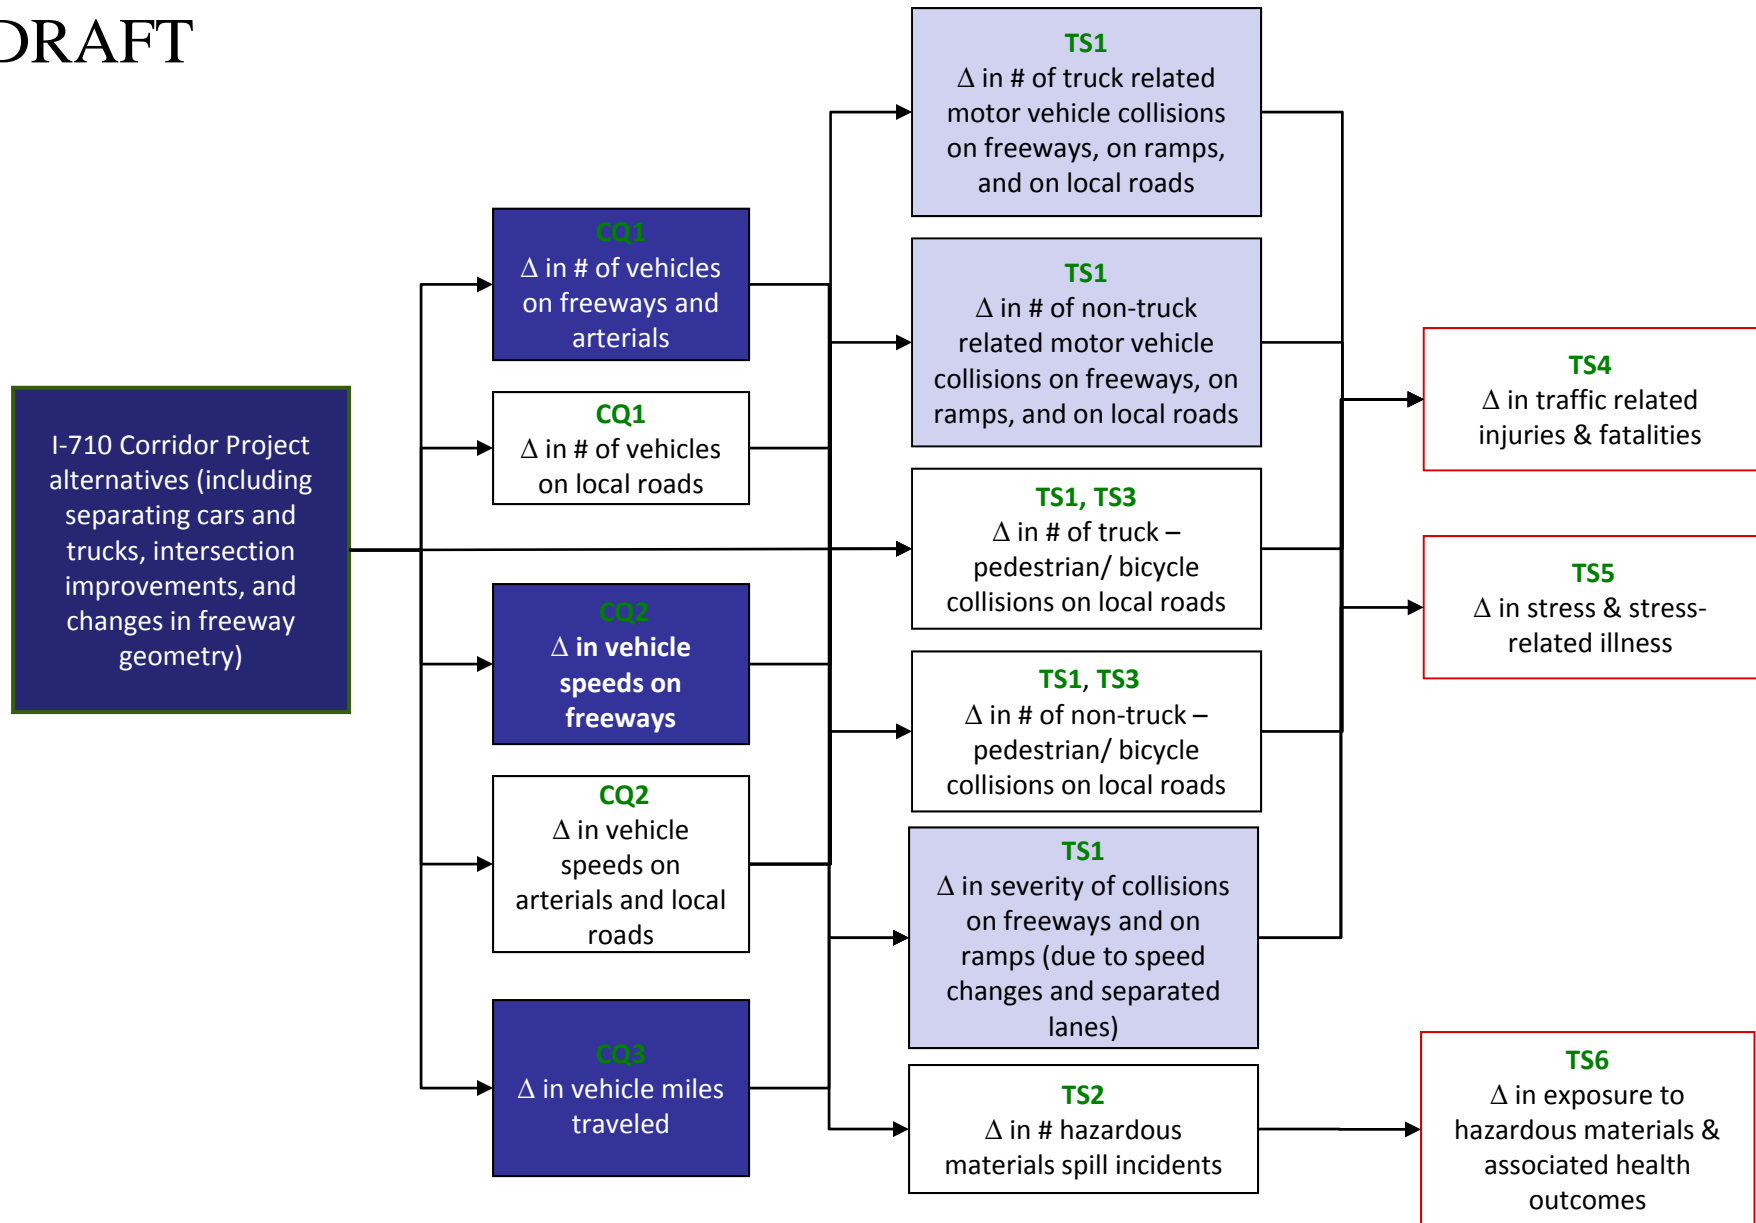 DRAFT
I-710 Corridor Project
alternatives (including
separating cars and
trucks, intersection
improvements, and
changes in freeway
geometry)
CQ1
Δ in # of vehicles
on freeways and
arterials
CQ1
Δ in # of vehicles
on local roads
CQ2
Δ in vehicle
speeds on
freeways
CQ2
Δ in vehicle
speeds on
arterials and local
roads
CQ3
Δ in vehicle miles
traveled
TS1
Δ in # of truck related
motor vehicle collisions
on freeways, on ramps,
and on local roads
TS1
Δ in # of non-truck
related motor vehicle
collisions on freeways, on
ramps, and on local roads
TS1, TS3
Δ in # of truck –
pedestrian/ bicycle
collisions on local roads
TS1, TS3
Δ in # of non-truck –
pedestrian/ bicycle
collisions on local roads
TS1
Δ in severity of collisions
on freeways and on
ramps (due to speed
changes and separated
lanes)
TS2
Δ in # hazardous
materials spill incidents
TS4
Δ in traffic related
injuries & fatalities
TS5
Δ in stress & stress-
related illness
TS6
Δ in exposure to
hazardous materials &
associated health
outcomes